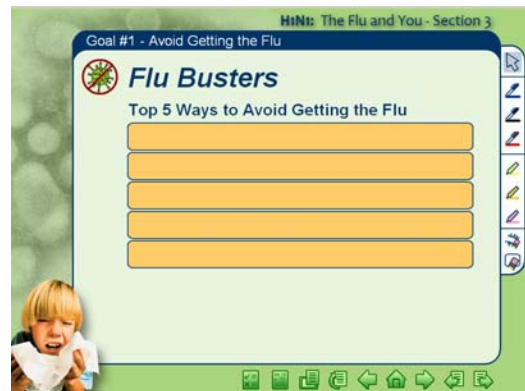 H1N1: The Flu and You - Section 3
Goal #1 - Avoid Getting the Flu
Flu Busters
Top 5 Ways to Avoid Getting the Flu